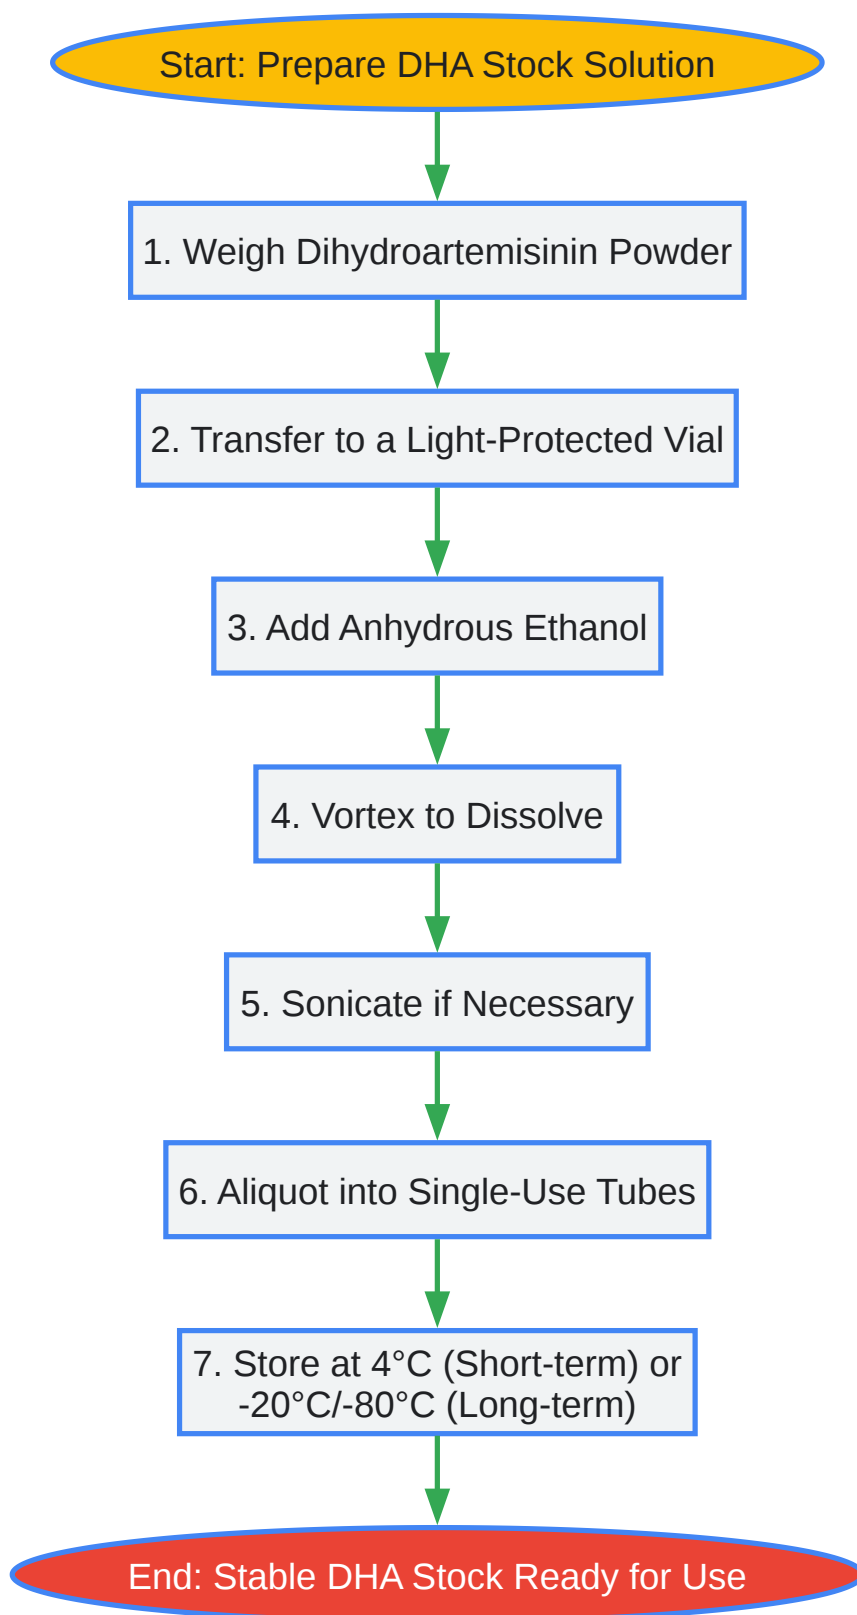 Start: Prepare DHA Stock Solution
1. Weigh Dihydroartemisinin Powder
2. Transfer to a Light-Protected Vial
3. Add Anhydrous Ethanol
4. Vortex to Dissolve
5. Sonicate if Necessary
6. Aliquot into Single-Use Tubes
7. Store at 4°C (Short-term) or
-20°C/-80°C (Long-term)
End: Stable DHA Stock Ready for Use